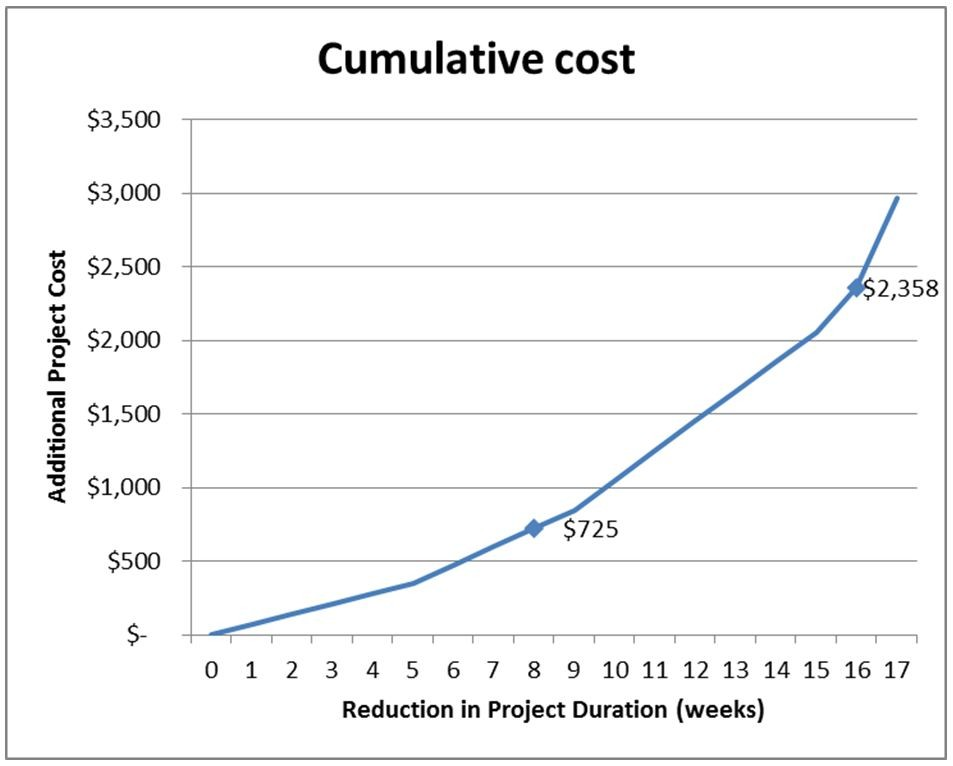 Cumulative cost
$3,500
$3,000
$2,500
$2,000
$1,500
$1,000
$500
$-
Additional Project Cost
$2,358
$725
0 1 2 3 4 5 6 7 8 9 10 11 12 13 14 15 16 17
Reduction in Project Duration (weeks)